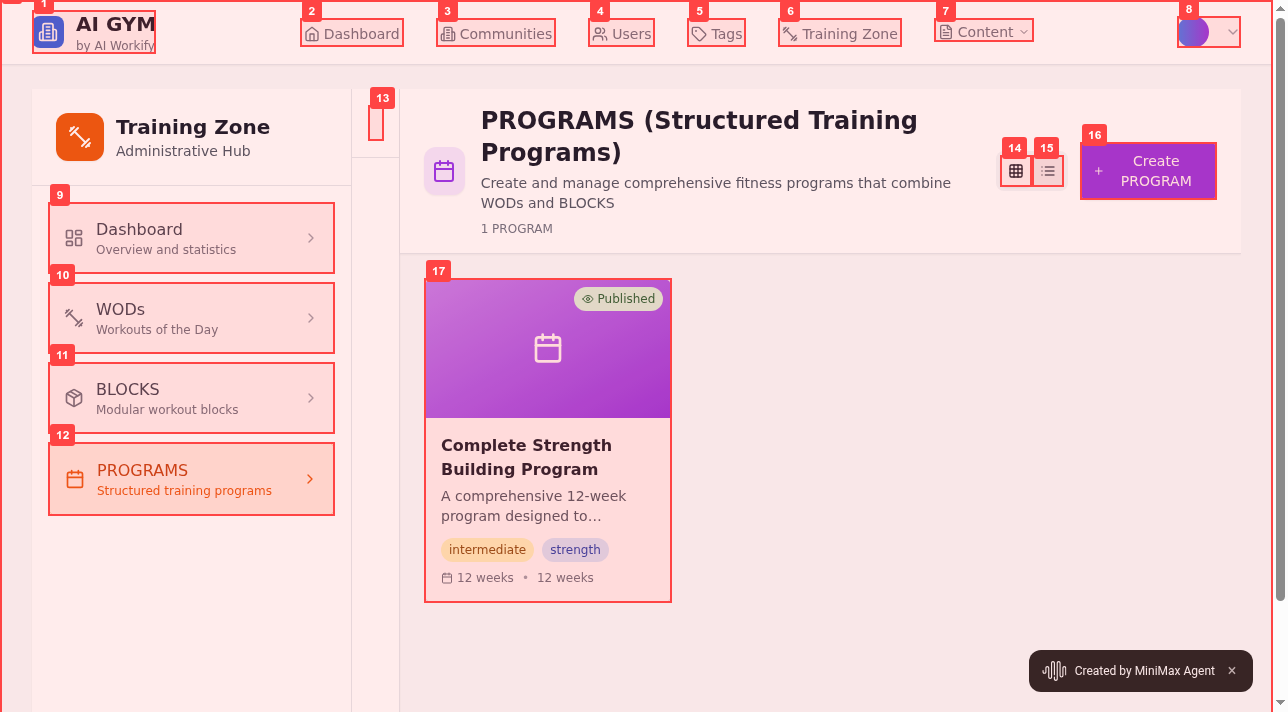 1
AI GYM
by AI Workify
2
Dashboard
3
Communities
4
Users
5
Tags
6
Training Zone
7
Content
8
Training Zone
Administrative Hub
9
Dashboard
Overview and statistics
10
WODs
Workouts of the Day
11
BLOCKS
Modular workout blocks
12
PROGRAMS
Structured training programs
13
PROGRAMS (Structured Training
Programs)
Create and manage comprehensive fitness programs that combine
WODs and BLOCKS
1 PROGRAM
14
15
16
+ Create
PROGRAM
17
Published
Complete Strength
Building Program
A comprehensive 12-week
program designed to...
intermediate strength
12 weeks • 12 weeks
Created by MiniMax Agent ×